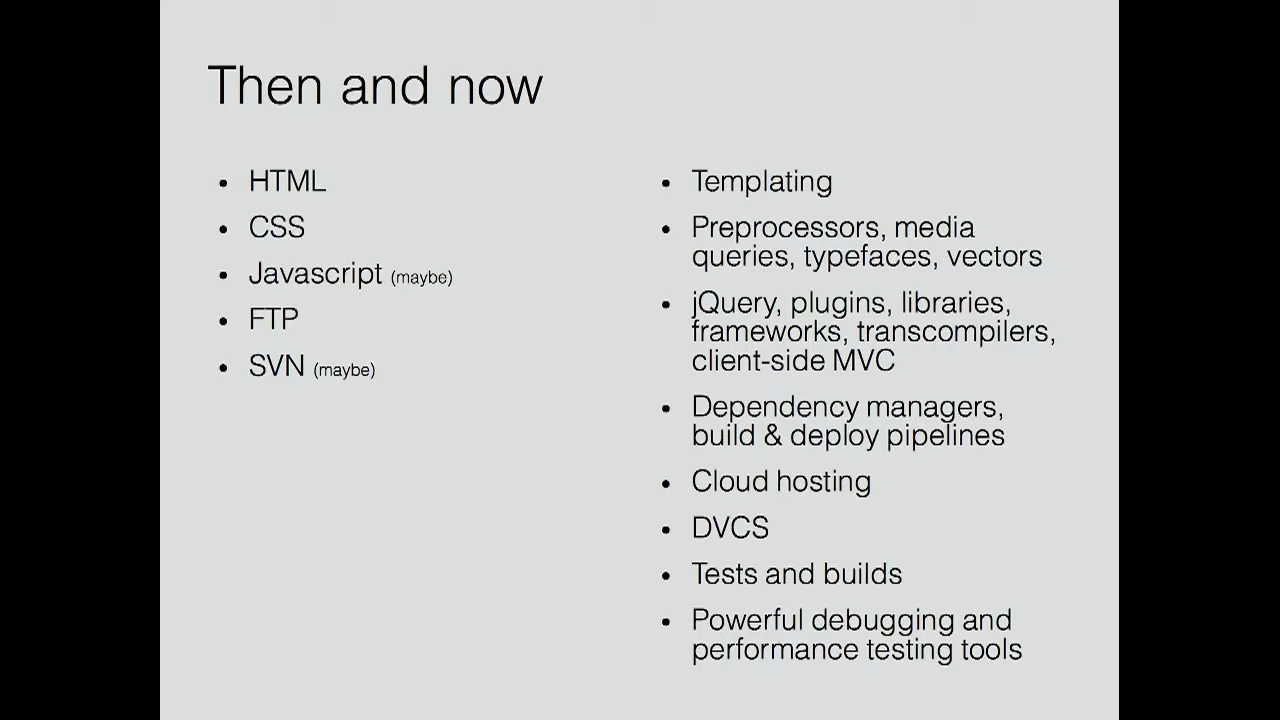 Then and now
• HTML
• CSS
• Javascript (maybe)
• FTP
• SVN (maybe)
• Templating
• Preprocessors, media
queries, typefaces, vectors
• jQuery, plugins, libraries,
frameworks, transcompilers,
client-side MVC
• Dependency managers,
build & deploy pipelines
• Cloud hosting
• DVCS
• Tests and builds
• Powerful debugging and
performance testing tools